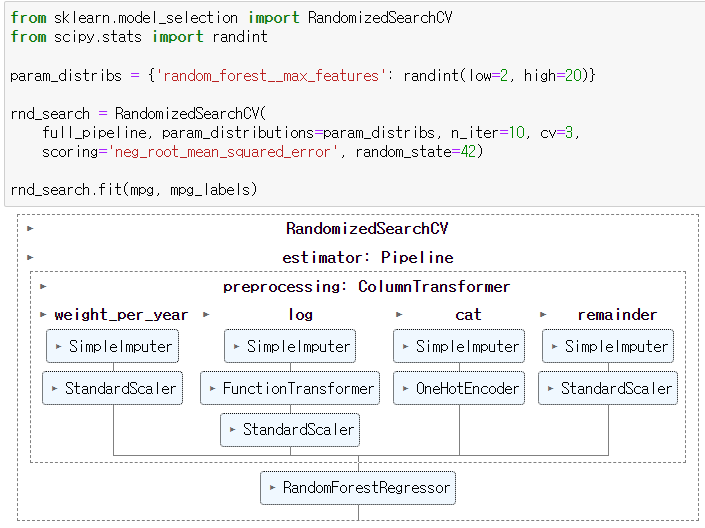 from sklearn.model_selection import RandomizedSearchCV
from scipy.stats import randint
param_distribs = {'random_forest__max_features': randint(low=2, high=20)}
rnd_search = RandomizedSearchCV(
    full_pipeline, param_distributions=param_distribs, n_iter=10, cv=3,
    scoring='neg_root_mean_squared_error', random_state=42)
rnd_search.fit(mpg, mpg_labels)
RandomizedSearchCV
estimator: Pipeline
preprocessing: ColumnTransformer
weight_per_year log cat remainder
SimpleImputer SimpleImputer SimpleImputer SimpleImputer
StandardScaler FunctionTransformer OneHotEncoder StandardScaler
StandardScaler
RandomForestRegressor